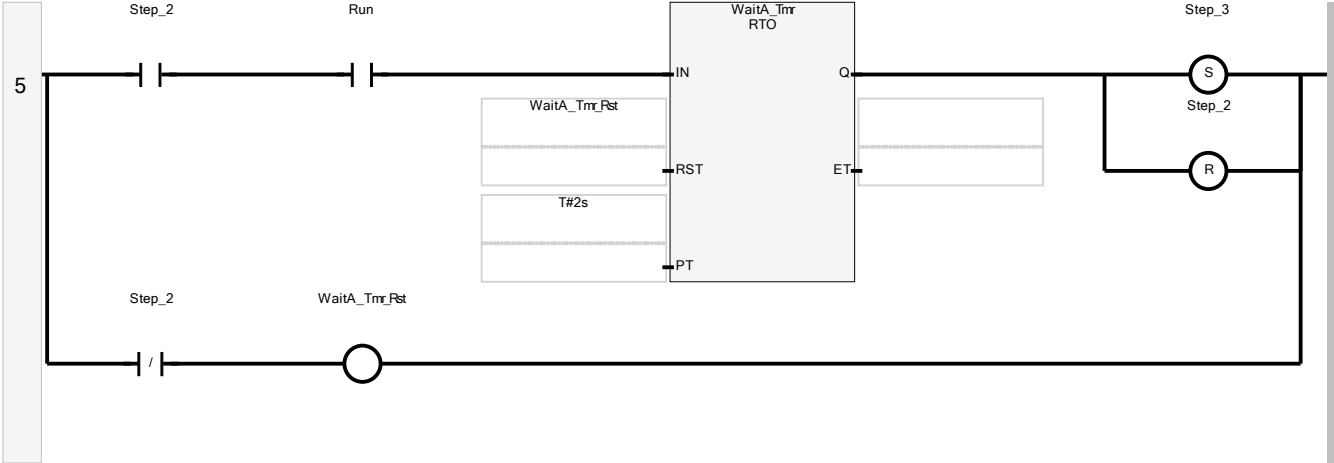 Step_2
Run
WaitA_Tmr
RTO
Step_3
5
IN
Q
S
WaitA_Tmr_Rst
Step_2
RST
ET
R
T#2s
PT
Step_2
WaitA_Tmr_Rst
/